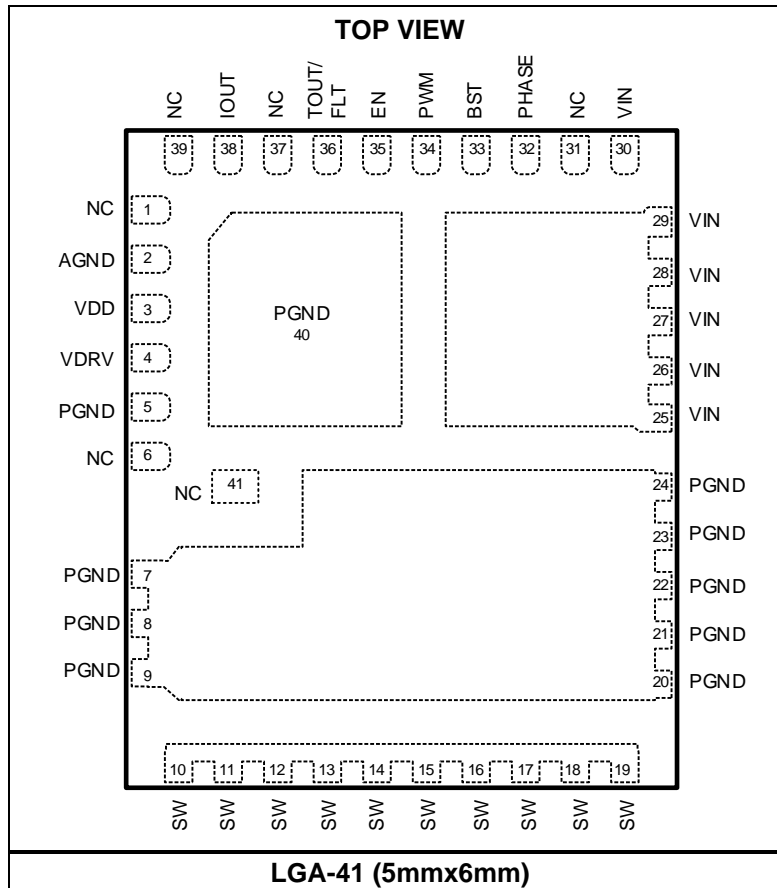 TOP VIEW
NC IOUT NC TOUT/ FLT EN PWM BST PHASE NC VIN
39 38 37 36 35 34 33 32 31 30
NC 1
AGND 2
VDD 3
VDRV 4
PGND 5
NC 6
PGND
40
29 VIN
28 VIN
27 VIN
26 VIN
25 VIN
NC 41
24 PGND
23 PGND
22 PGND
21 PGND
20 PGND
PGND 7
PGND 8
PGND 9
10 11 12 13 14 15 16 17 18 19
SW SW SW SW SW SW SW SW SW SW
LGA-41 (5mmx6mm)